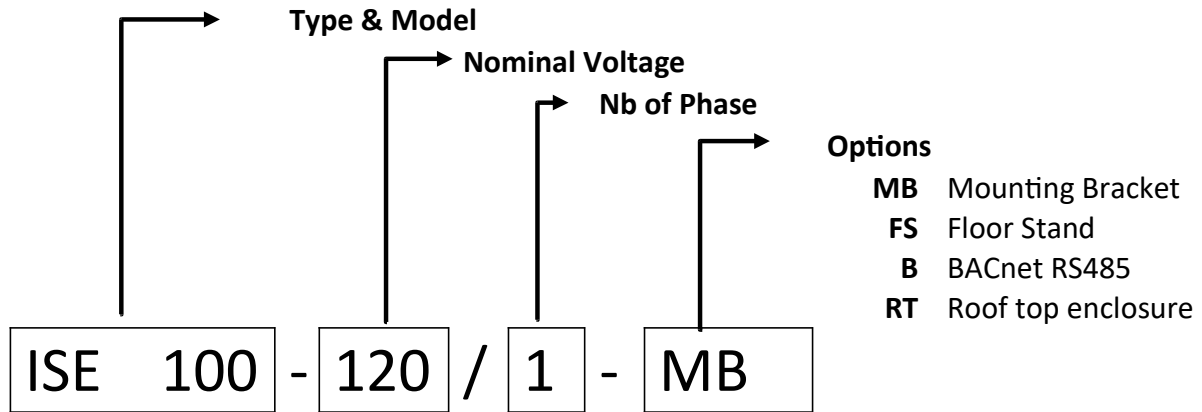 Type & Model
Nominal Voltage
Nb of Phase
Options
MB Mounting Bracket
FS Floor Stand
B BACnet RS485
RT Roof top enclosure
ISE 100 - 120 / 1 - MB